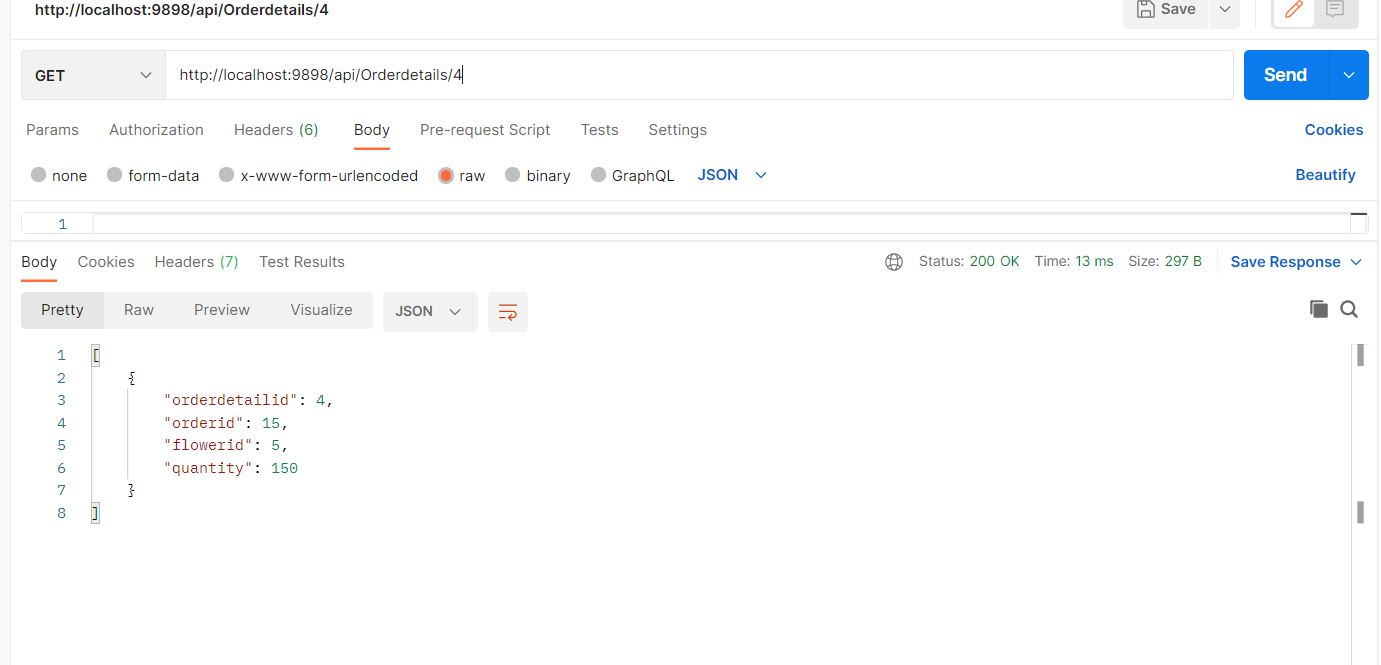 http://localhost:9898/api/Orderdetails/4 Save
GET http://localhost:9898/api/Orderdetails/4 Send
Params Authorization Headers (6) Body Pre-request Script Tests Settings Cookies
none form-data x-www-form-urlencoded raw binary GraphQL JSON Beautify
1
Body Cookies Headers (7) Test Results Status: 200 OK Time: 13 ms Size: 297 B Save Response
Pretty Raw Preview Visualize JSON
1 [
2 {
3 "orderdetailid": 4,
4 "orderid": 15,
5 "flowerid": 5,
6 "quantity": 150
7 }
8 ]